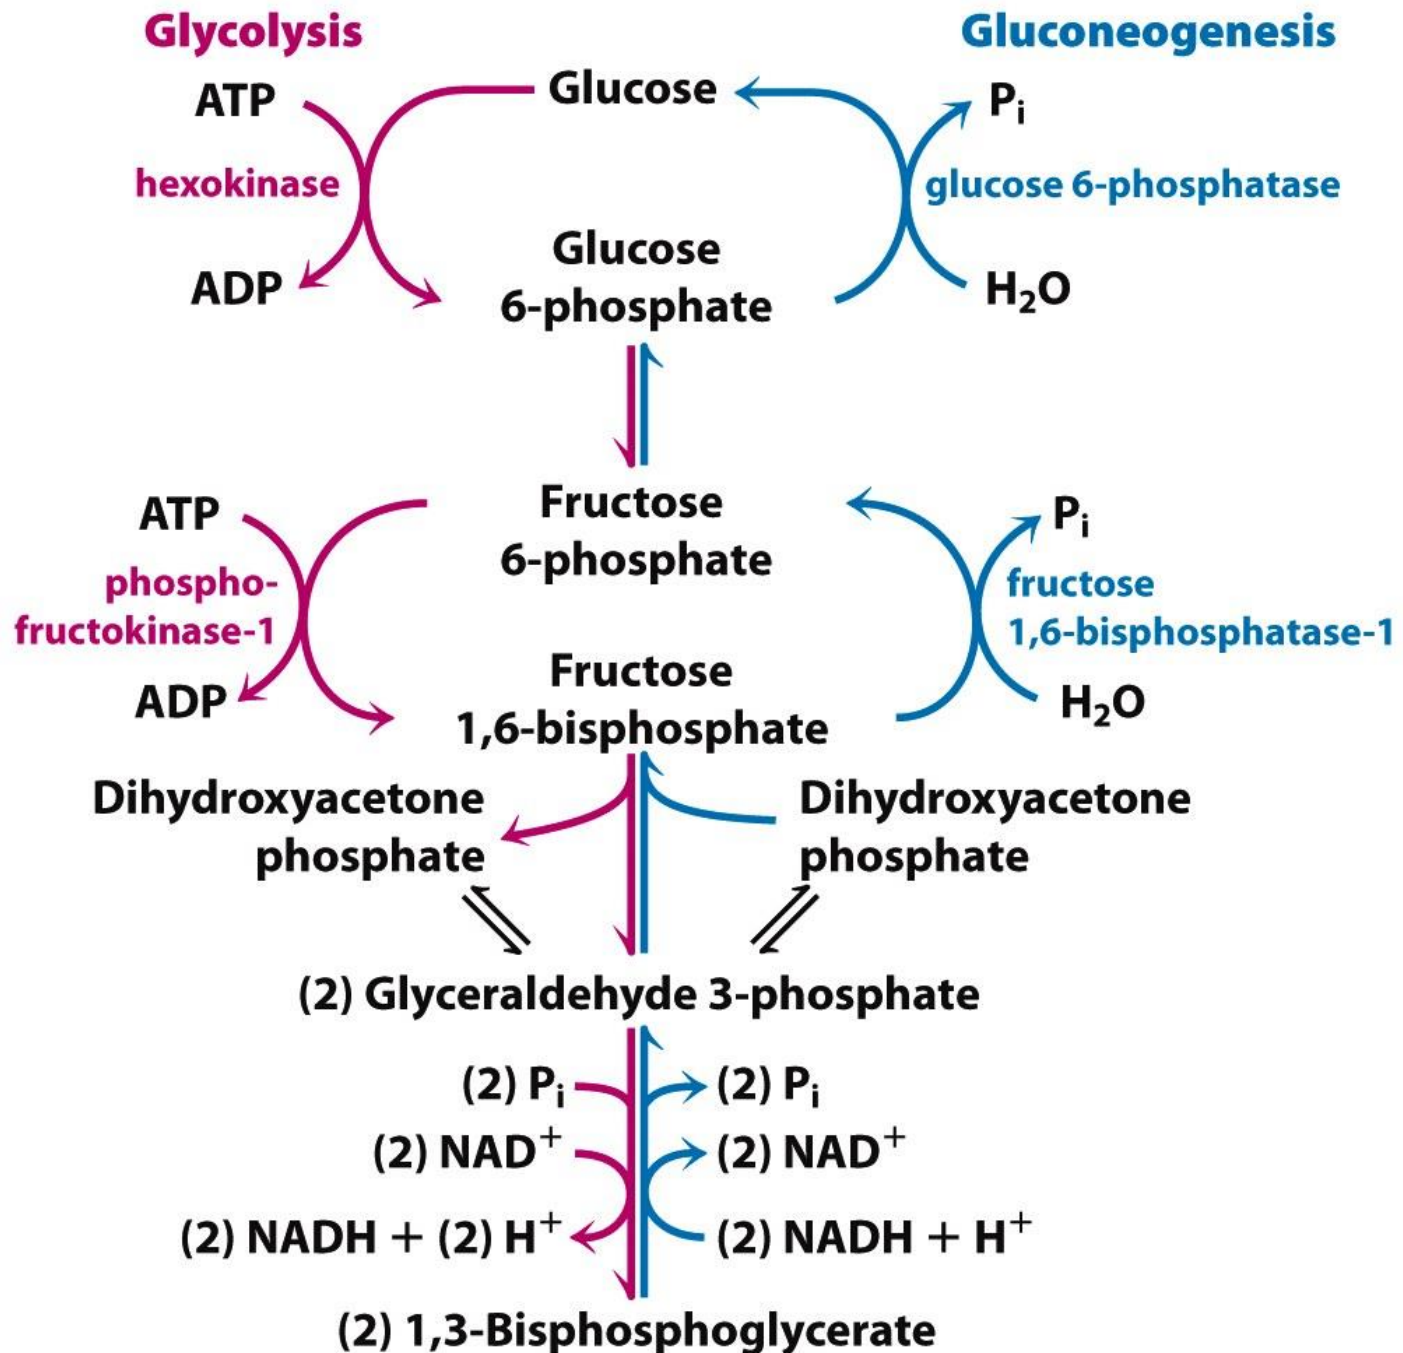 Glycolysis
Gluconeogenesis
ATP
Glucose
Pi
hexokinase
glucose 6-phosphatase
Glucose
6-phosphate
ADP
H2O
ATP
Fructose
6-phosphate
Pi
phospho-
fructokinase-1
fructose
1,6-bisphosphatase-1
ADP
Fructose
1,6-bisphosphate
H2O
Dihydroxyacetone
phosphate
Dihydroxyacetone
phosphate
(2) Glyceraldehyde 3-phosphate
(2) Pi
(2) Pi
(2) NAD+
(2) NAD+
(2) NADH + (2) H+
(2) NADH + H+
(2) 1,3-Bisphosphoglycerate